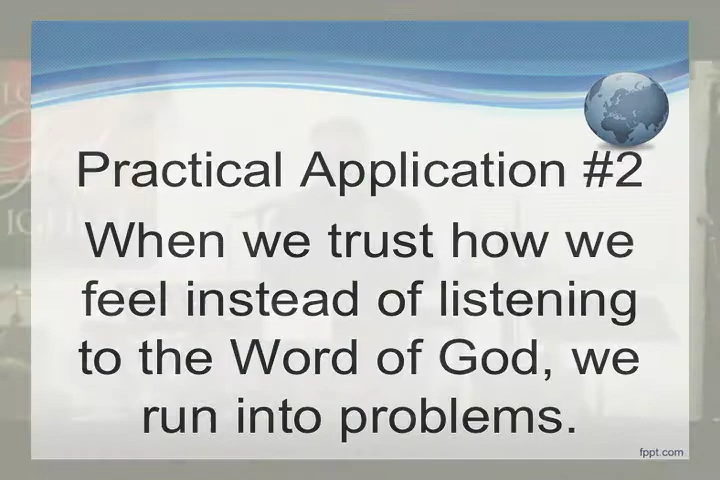 Practical Application #2
When we trust how we
feel instead of listening
to the Word of God, we
run into problems.
fppt.com